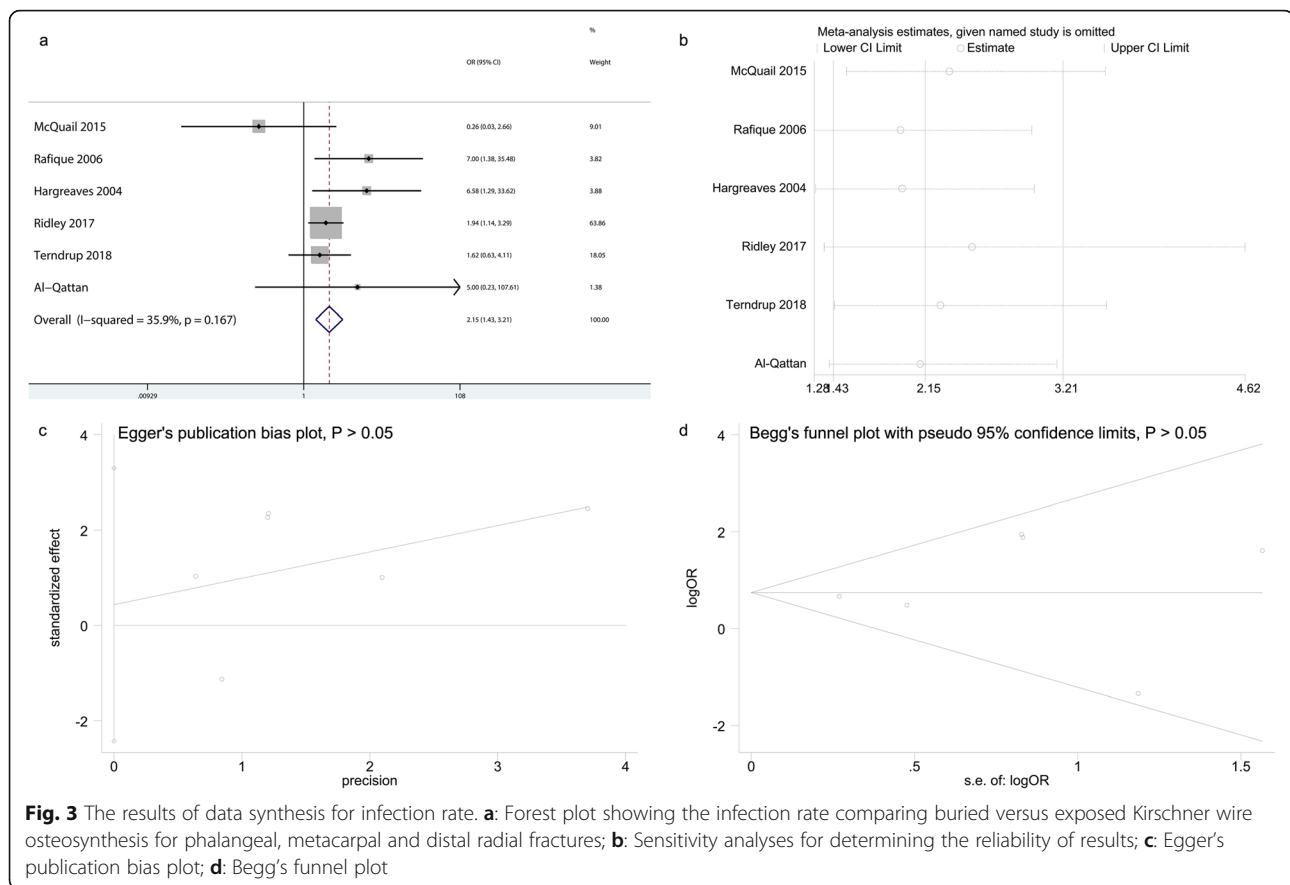 a
%
OR (95% CI) Weight
McQuail 2015 0.26 (0.03, 2.66) 9.01
Rafique 2006 7.00 (1.38, 35.48) 3.82
Hargreaves 2004 6.58 (1.29, 33.62) 3.88
Ridley 2017 1.94 (1.14, 3.29) 63.86
Terndrup 2018 1.62 (0.63, 4.11) 18.05
Al−Qattan 5.00 (0.23, 107.61) 1.38
Overall (I−squared = 35.9%, p = 0.167) 2.15 (1.43, 3.21) 100.00
.00929 1 108
b
Meta-analysis estimates, given named study is omitted
Lower CI Limit Estimate Upper CI Limit
McQuail 2015
Rafique 2006
Hargreaves 2004
Ridley 2017
Terndrup 2018
Al-Qattan
1.28 1.43 2.15 3.21 4.62
c
Egger's publication bias plot, P > 0.05
standardized effect
4
2
0
-2
0 1 2 3 4
precision
d
Begg's funnel plot with pseudo 95% confidence limits, P > 0.05
logOR
4
2
0
-2
0 .5 1 1.5
s.e. of: logOR
Fig. 3 The results of data synthesis for infection rate. a: Forest plot showing the infection rate comparing buried versus exposed Kirschner wire
osteosynthesis for phalangeal, metacarpal and distal radial fractures; b: Sensitivity analyses for determining the reliability of results; c: Egger's
publication bias plot; d: Begg's funnel plot